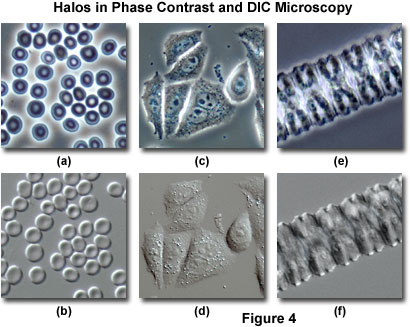 Halos in Phase Contrast and DIC Microscopy
(a) (c) (e)
(b) (d) (f)
Figure 4